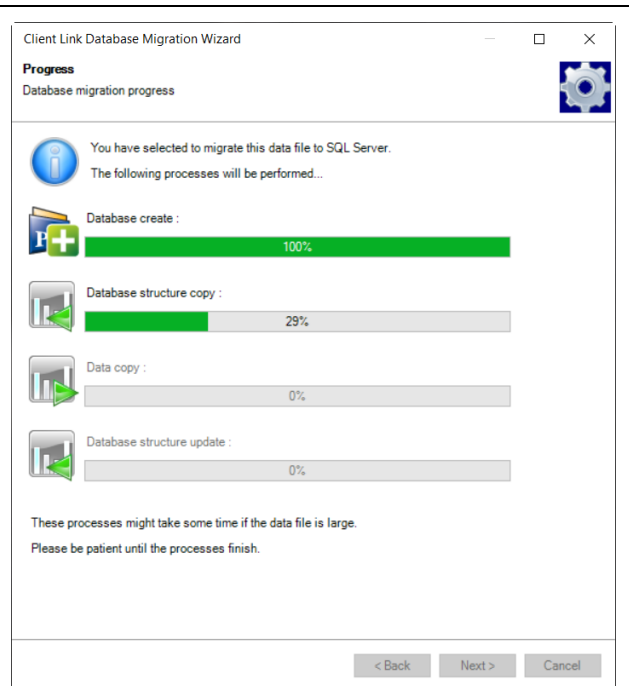 Client Link Database Migration Wizard
Progress
Database migration progress
You have selected to migrate this data file to SQL Server.
The following processes will be performed...
Database create :
100%
Database structure copy :
29%
Data copy :
0%
Database structure update :
0%
These processes might take some time if the data file is large.
Please be patient until the processes finish.
< Back Next > Cancel